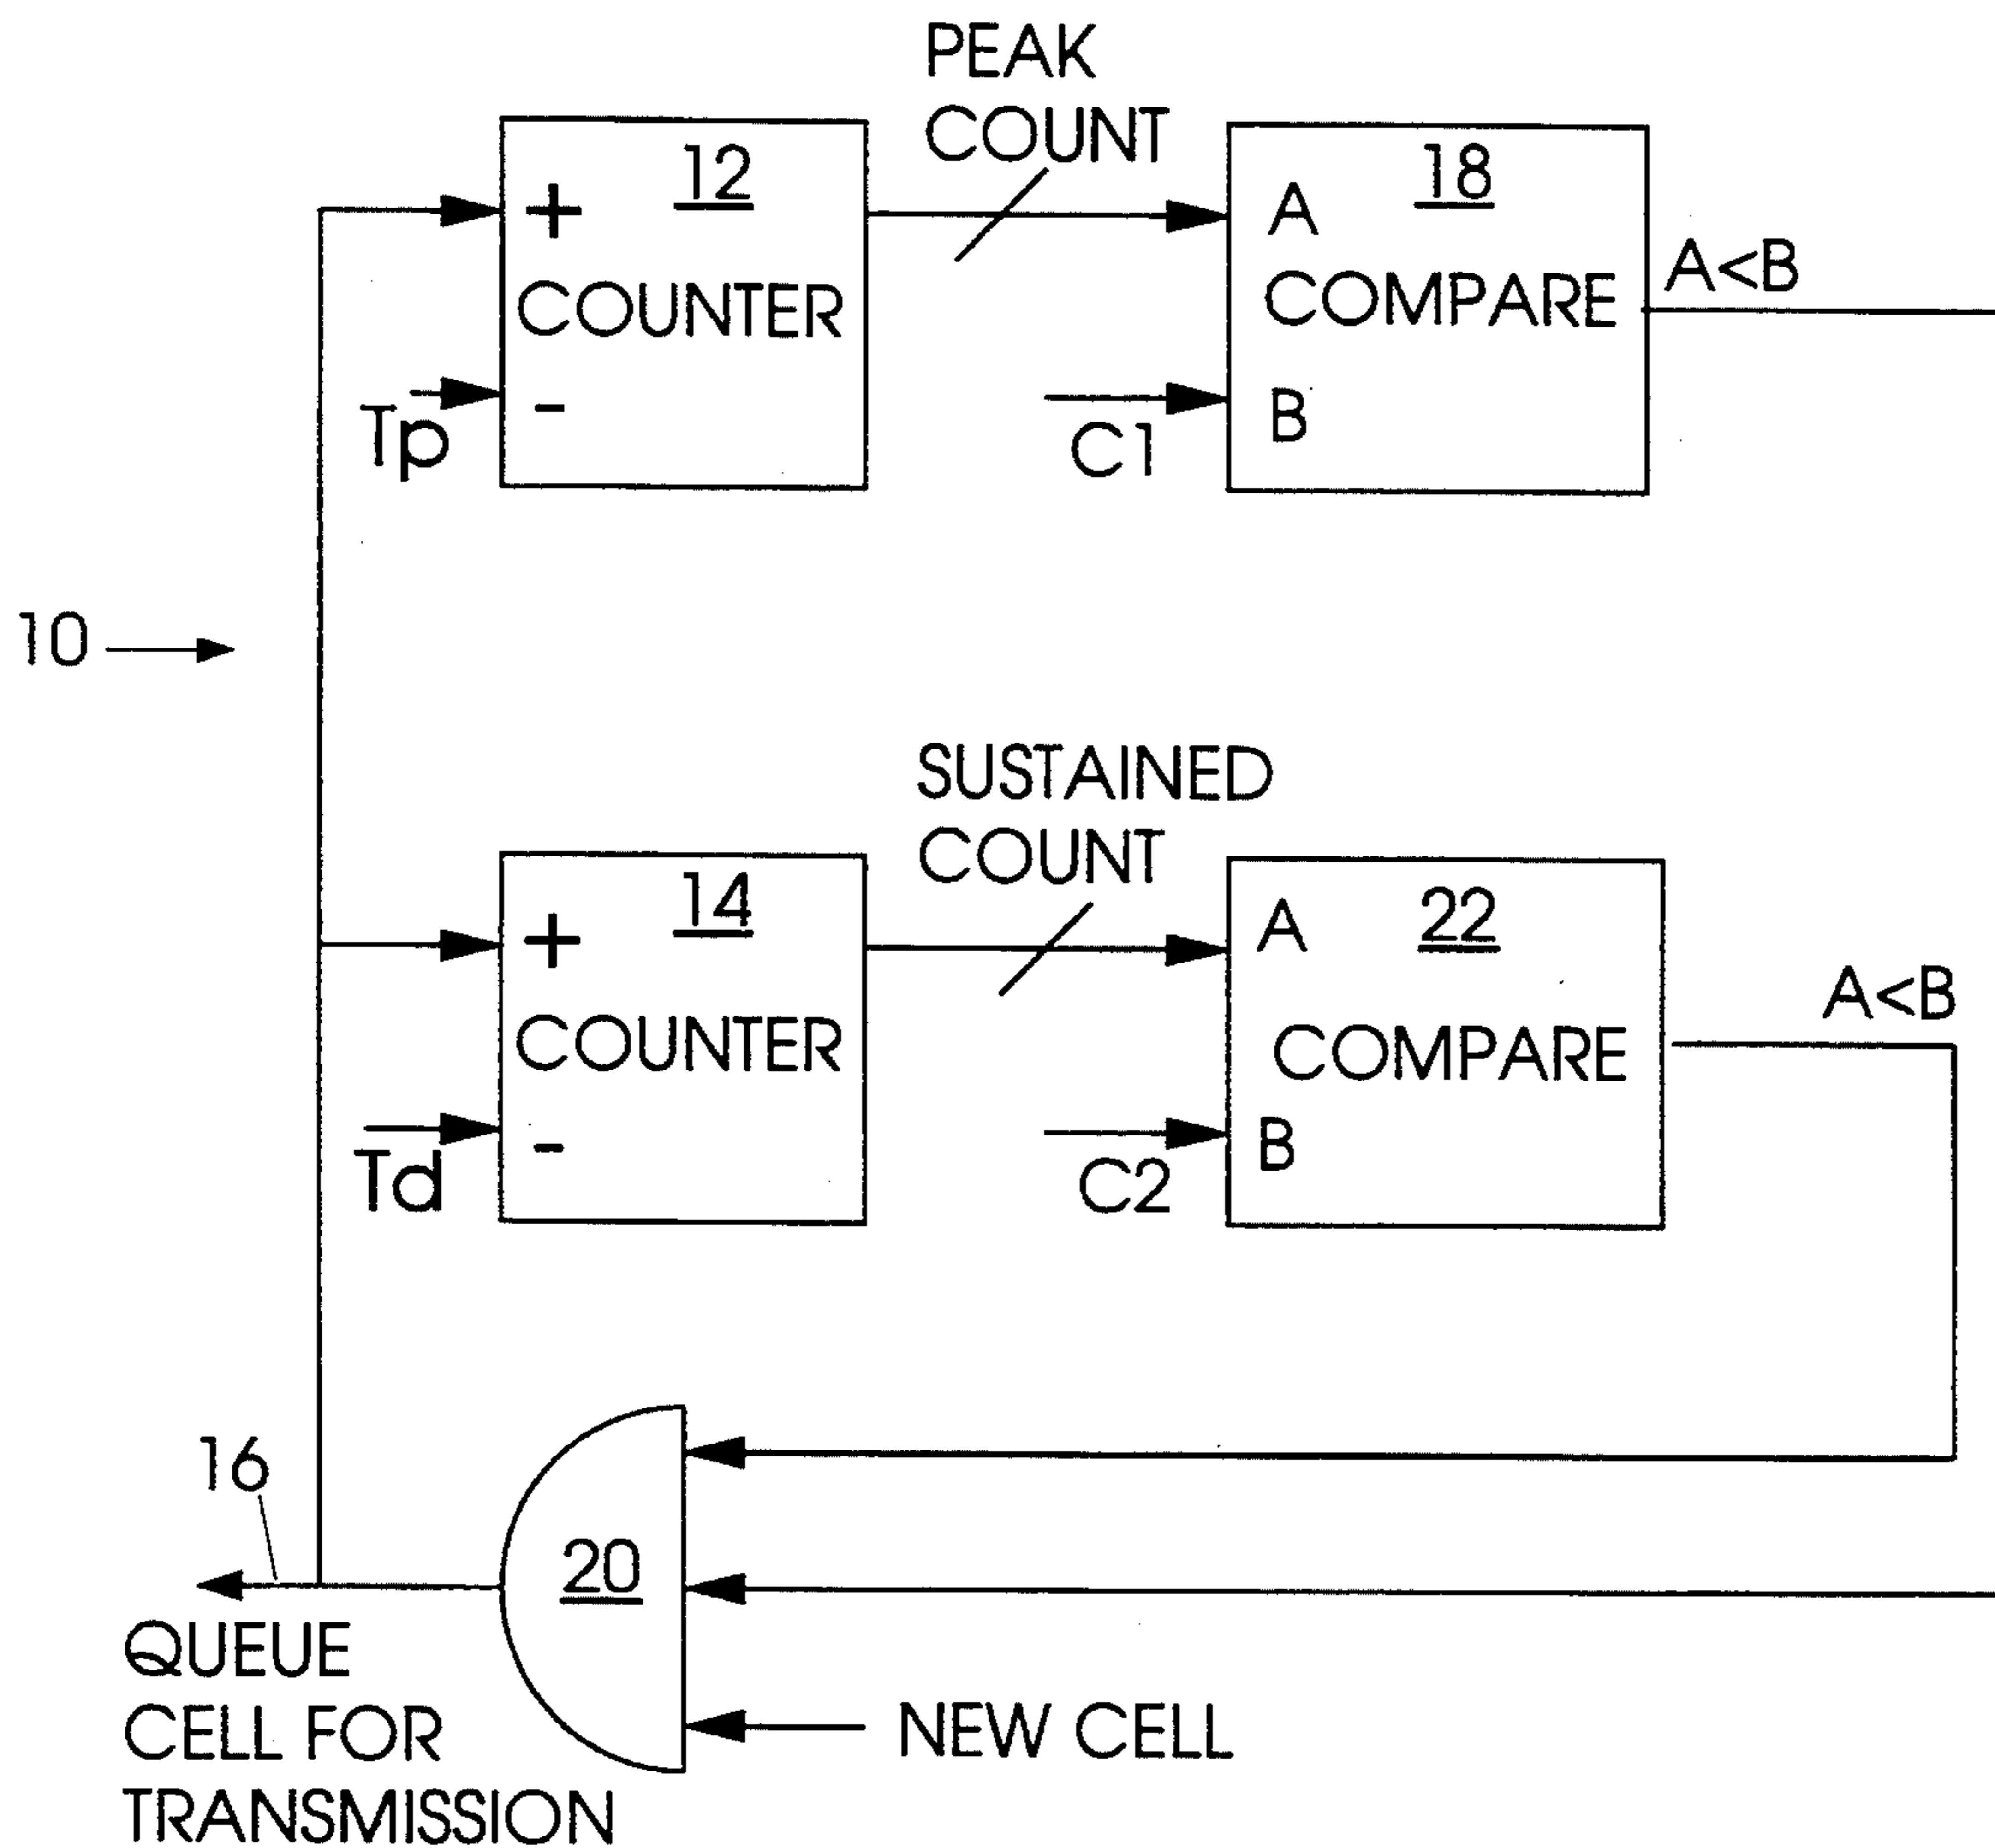 PEAK
COUNT
12
+
COUNTER
-
Tp
18
A
COMPARE
B
C1
A<B
10
SUSTAINED
COUNT
14
+
COUNTER
-
Td
22
A
COMPARE
B
C2
A<B
16
20
QUEUE
CELL FOR
TRANSMISSION
NEW CELL